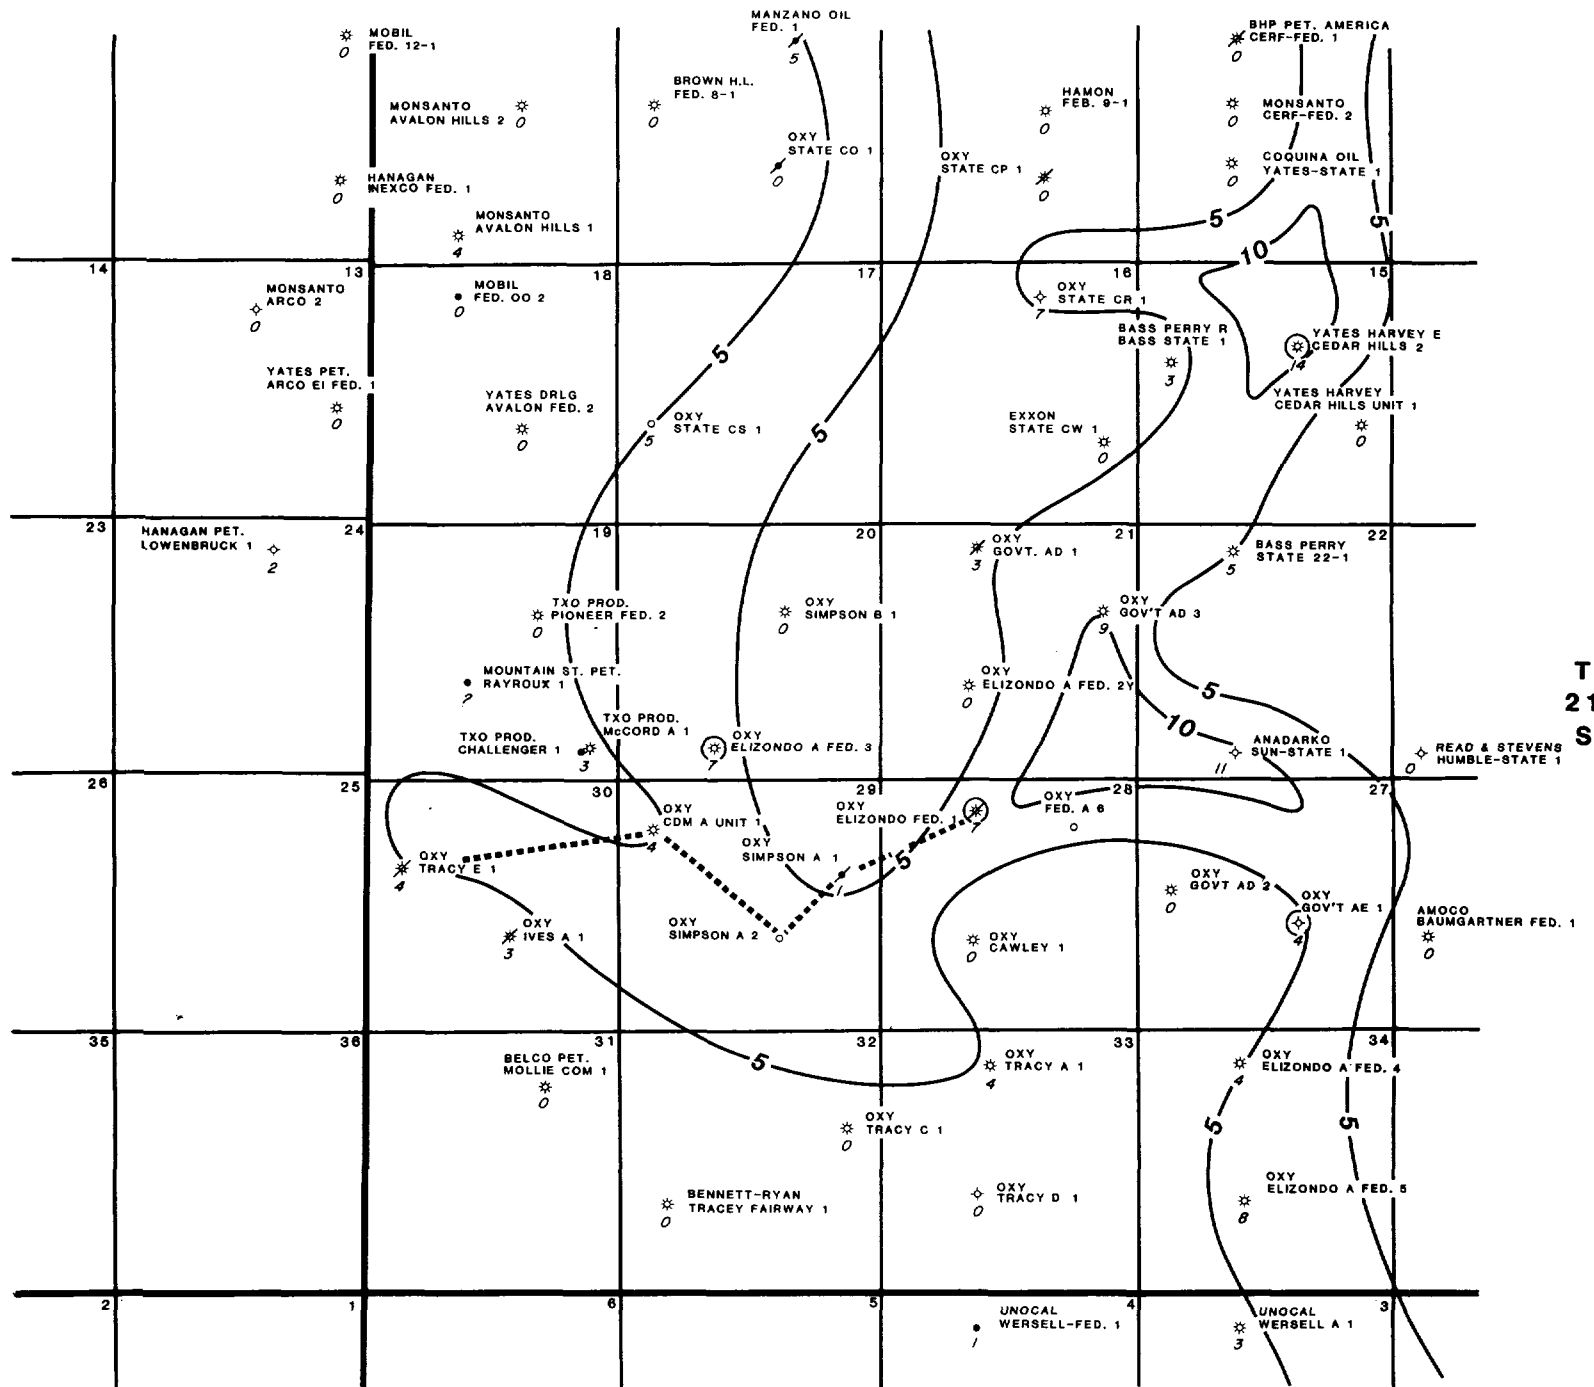 MANZANO OIL
FED. 1
5
MOBIL
FED. 12-1
0
BHP PET. AMERICA
CERF-FED. 1
0
BROWN H.L.
FED. 8-1
0
MONSANTO
AVALON HILLS 2
0
HAMON
FEB. 9-1
0
MONSANTO
CERF-FED. 2
0
OXY
STATE CO 1
0
OXY
STATE CP 1
0
COQUINA OIL
YATES-STATE 1
0
HANAGAN
NEXCO FED. 1
0
MONSANTO
AVALON HILLS 1
4
5
5
10
14
13
18
17
16
15
MONSANTO
ARCO 2
0
MOBIL
FED. OO 2
0
OXY
STATE CR 1
7
BASS PERRY R
BASS STATE 1
3
YATES HARVEY E
CEDAR HILLS 2
14
5
YATES PET.
ARCO EI FED. 1
0
YATES DRLG
AVALON FED. 2
0
OXY
STATE CS 1
5
5
EXXON
STATE CW 1
0
YATES HARVEY
CEDAR HILLS UNIT 1
0
23
24
19
20
21
22
HANAGAN PET.
LOWENBRUCK 1
2
OXY
GOVT. AD 1
3
BASS PERRY
STATE 22-1
5
TXO PROD.
PIONEER FED. 2
0
OXY
SIMPSON B 1
0
OXY
GOV'T AD 3
9
MOUNTAIN ST. PET.
RAYROUX 1
?
OXY
ELIZONDO A FED. 2Y
0
5
T
21
S
TXO PROD.
McCORD A 1
TXO PROD.
CHALLENGER 1
3
OXY
ELIZONDO A FED. 3
7
10
ANADARKO
SUN-STATE 1
11
READ & STEVENS
HUMBLE-STATE 1
0
26
25
30
29
28
27
OXY
CDM A UNIT 1
4
OXY
ELIZONDO FED. 1
7
OXY
FED. A 6
OXY
TRACY E 1
4
OXY
SIMPSON A 1
1
5
OXY
GOVT AD 2
0
OXY
GOV'T AE 1
4
OXY
IVES A 1
3
OXY
SIMPSON A 2
OXY
CAWLEY 1
0
AMOCO
BAUMGARTNER FED. 1
0
35
36
31
32
33
34
BELCO PET.
MOLLIE COM 1
0
5
OXY
TRACY A 1
4
OXY
ELIZONDO A FED. 4
4
OXY
TRACY C 1
0
5
5
BENNETT-RYAN
TRACEY FAIRWAY 1
0
OXY
TRACY D 1
0
OXY
ELIZONDO A FED. 5
8
2
1
6
5
4
3
UNOCAL
WERSELL-FED. 1
1
UNOCAL
WERSELL A 1
3